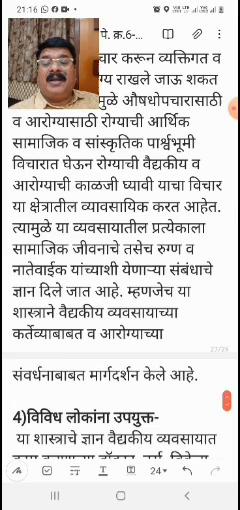 21:16
पे. क्र.6-...
चार करून व्यक्तिगत व
ग्य राखले जाऊ शकत
मुळे औषधोपचारासाठी
व आरोग्यासाठी रोग्याची आर्थिक
सामाजिक व सांस्कृतिक पार्श्वभूमी
विचारात घेऊन रोग्याची वैद्यकीय व
आरोग्याची काळजी घ्यावी याचा विचार
या क्षेत्रातील व्यावसायिक करत आहेत.
त्यामुळे या व्यवसायातील प्रत्येकाला
सामाजिक जीवनाचे तसेच रुग्ण व
नातेवाईक यांच्याशी येणाऱ्या संबंधाचे
ज्ञान दिले जात आहे. म्हणजेच या
शास्त्राने वैद्यकीय व्यवसायाच्या
कर्तेव्याबाबत व आरोग्याच्या
27/29
संवर्धनाबाबत मार्गदर्शन केले आहे.
4)विविध लोकांना उपयुक्त-
या शास्त्राचे ज्ञान वैद्यकीय व्यवसायात
24